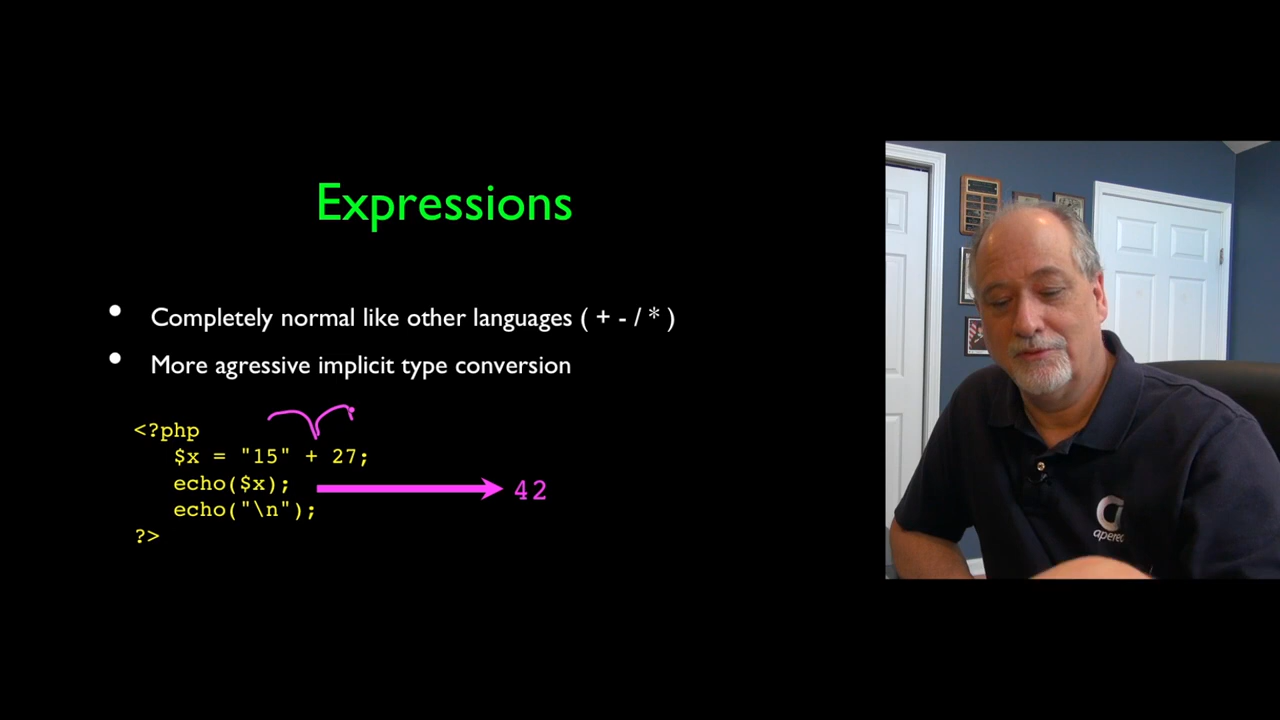 Expressions
• Completely normal like other languages ( + - / * )
• More agressive implicit type conversion
<?php
$x = "15" + 27;
echo($x);
42
echo("\n");
?>